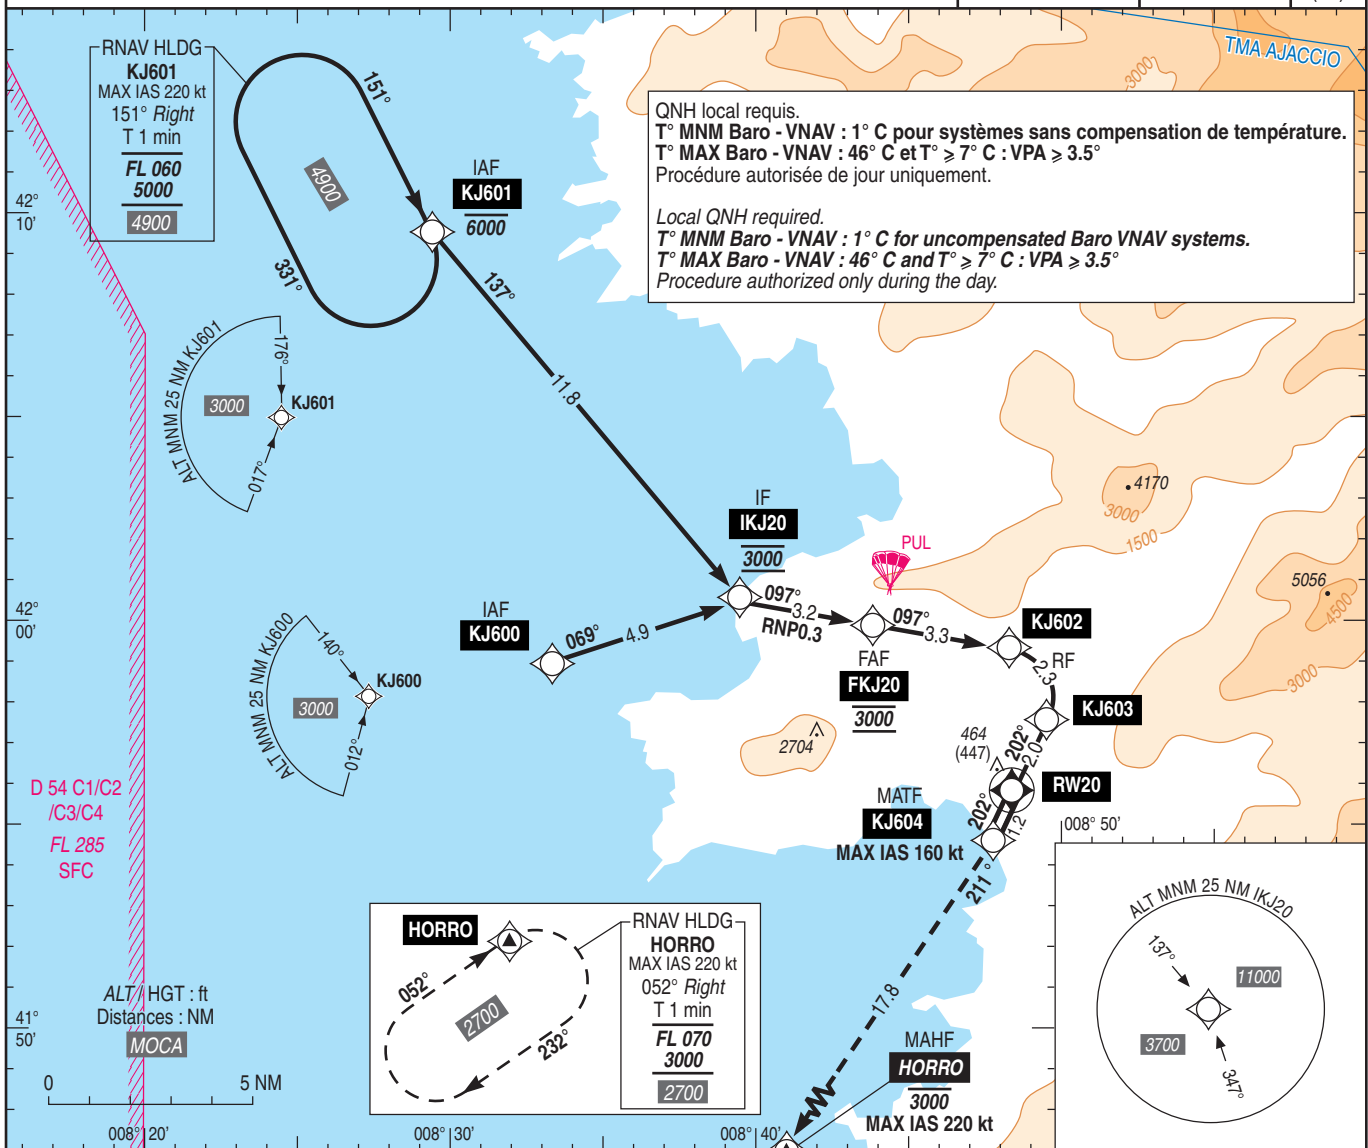 RNAV HLDG
KJ601
MAX IAS 220 kt
151° Right
T 1 min
FL 060
5000
4900
151°
4900
331°
IAF
KJ601
6000
137°
11.8
TMA AJACCIO
3000
QNH local requis.
T° MNM Baro - VNAV : 1° C pour systèmes sans compensation de température.
T° MAX Baro - VNAV : 46° C et T° ⩾ 7° C : VPA ⩾ 3.5°
Procédure autorisée de jour uniquement.
Local QNH required.
T° MNM Baro - VNAV : 1° C for uncompensated Baro VNAV systems.
T° MAX Baro - VNAV : 46° C and T° ⩾ 7° C : VPA ⩾ 3.5°
Procedure authorized only during the day.
42°
10'
ALT MNM 25 NM KJ601
176°
3000
KJ601
017°
4170
3000
1500
IF
IKJ20
3000
PUL
5056
4500
3000
42°
00'
IAF
KJ600
069°
4.9
097°
3.2
RNP0.3
097°
3.3
KJ602
RF
2.3
FAF
FKJ20
3000
KJ603
ALT MNM 25 NM KJ600
140°
3000
KJ600
012°
2704
464
(447)
202°
2.0
RW20
MATF
KJ604
MAX IAS 160 kt
202°
1.2
008° 50'
D 54 C1/C2
/C3/C4
FL 285
SFC
211°
17.8
ALT MNM 25 NM IKJ20
137°
11000
3700
347°
HORRO
052°
2700
232°
RNAV HLDG
HORRO
MAX IAS 220 kt
052° Right
T 1 min
FL 070
3000
2700
ALT / HGT : ft
Distances : NM
MOCA
41°
50'
0
5 NM
MAHF
HORRO
3000
MAX IAS 220 kt
008° 20'
008° 30'
008° 40'